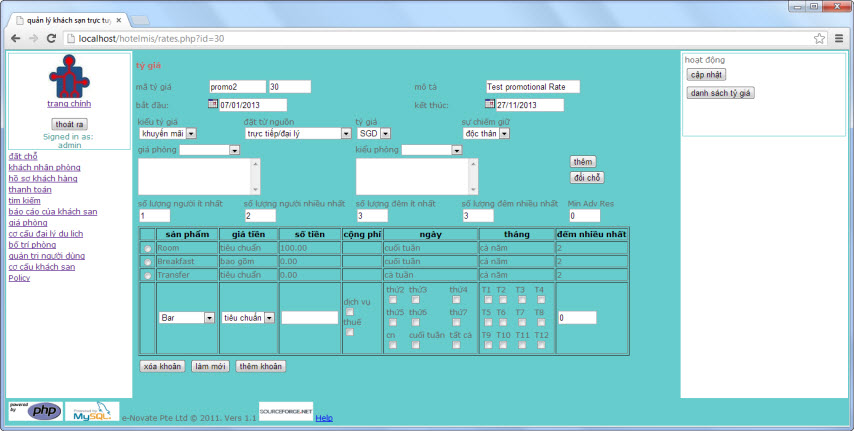 quản lý khách sạn trực tuy
localhost/hotelmis/rates.php?id=30
trang chính
thoát ra
Signed in as:
admin
đặt chỗ
khách nhận phòng
hồ sơ khách hàng
thanh toán
tìm kiếm
báo cáo của khách sạn
giá phòng
cơ cấu đại lý du lịch
bố trí phòng
quản trị người dùng
cơ cấu khách sạn
Policy
tỷ giá
mã tỷ giá promo2 30 mô tả Test promotional Rate
bắt đầu: 07/01/2013 kết thúc: 27/11/2013
kiểu tỷ giá đặt từ nguồn tỷ giá sự chiếm giữ
khuyến mãi trực tiếp/đại lý SGD độc thân
giá phòng kiểu phòng
thêm
đổi chỗ
số lượng người ít nhất số lượng người nhiều nhất số lượng đêm ít nhất số lượng đêm nhiều nhất Min Adv Res
1 2 3 3 0
sản phẩm giá tiền số tiền cộng phí ngày tháng đếm nhiều nhất
Room tiêu chuẩn 100.00 cuối tuần cả năm 2
Breakfast bao gồm 0.00 cuối tuần cả năm 2
Transfer tiêu chuẩn 0.00 cả tuần cả năm 2
Bar tiêu chuẩn dịch vụ thuế 0
thứ2 thứ3 thứ4 T1 T2 T3 T4
thứ5 thứ6 thứ7 T5 T6 T7 T8
cn cuối tuần tất cả T9 T10 T11 T12
xóa khoản làm mới thêm khoản
hoạt động
cập nhật
danh sách tỷ giá
powered by php Powered by MySQL e-Novate Pte Ltd © 2011. Vers 1.1 SOURCEFORGE.NET Help